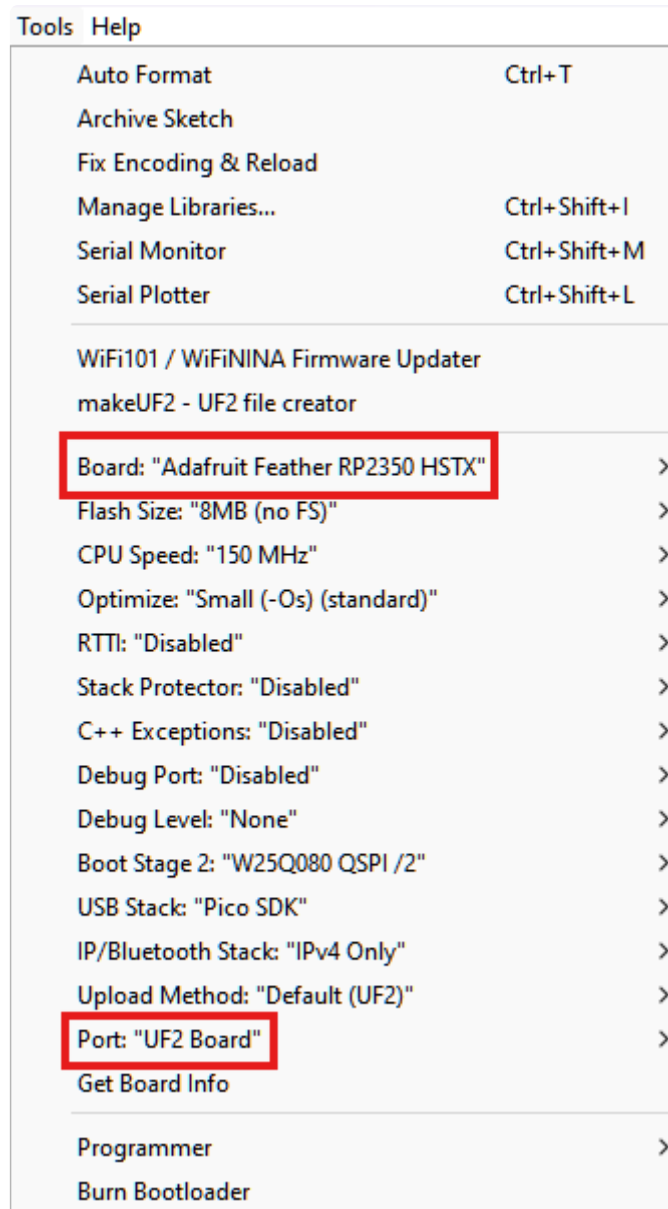 Tools Help
Auto Format Ctrl+T
Archive Sketch
Fix Encoding & Reload
Manage Libraries... Ctrl+Shift+I
Serial Monitor Ctrl+Shift+M
Serial Plotter Ctrl+Shift+L
WiFi101 / WiFiNINA Firmware Updater
makeUF2 - UF2 file creator
Board: "Adafruit Feather RP2350 HSTX"
Flash Size: "8MB (no FS)"
CPU Speed: "150 MHz"
Optimize: "Small (-Os) (standard)"
RTTI: "Disabled"
Stack Protector: "Disabled"
C++ Exceptions: "Disabled"
Debug Port: "Disabled"
Debug Level: "None"
Boot Stage 2: "W25Q080 QSPI /2"
USB Stack: "Pico SDK"
IP/Bluetooth Stack: "IPv4 Only"
Upload Method: "Default (UF2)"
Port: "UF2 Board"
Get Board Info
Programmer
Burn Bootloader